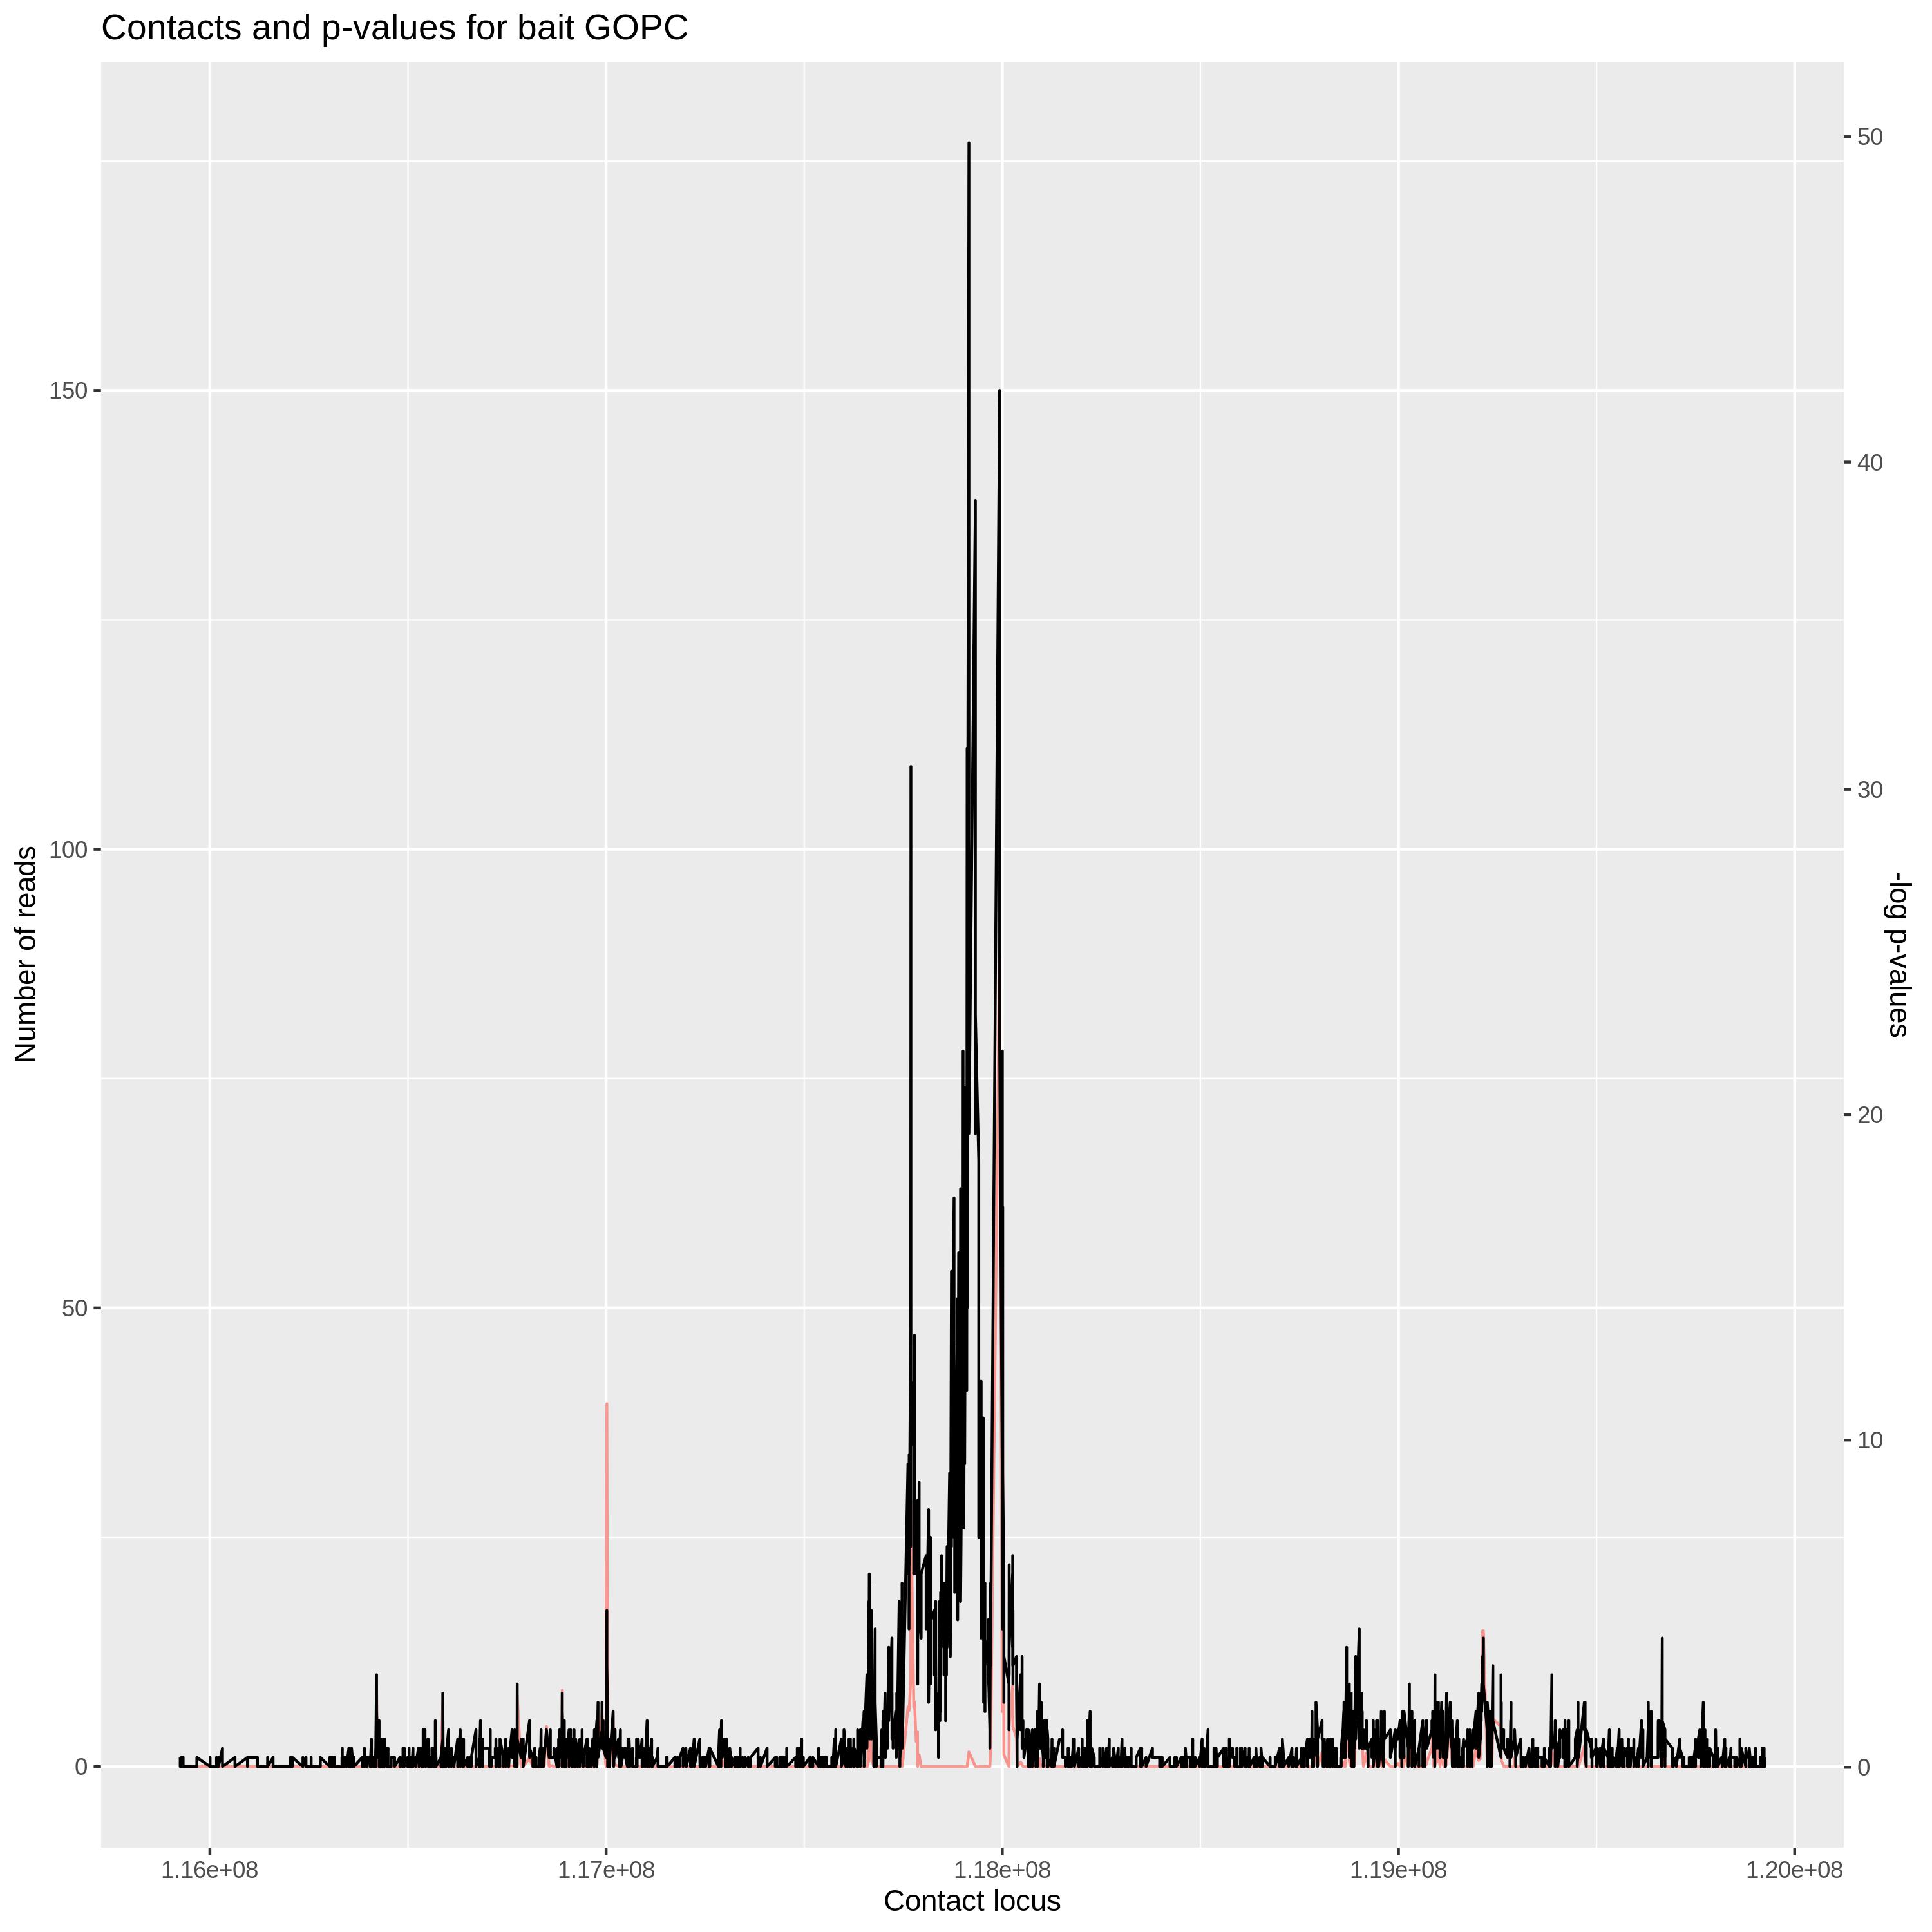 Contacts and p-values for bait GOPC
Number of reads
150
100
50
0
50
40
30
20
10
0
-log p-values
1.16e+08
1.17e+08
1.18e+08
1.19e+08
1.20e+08
Contact locus